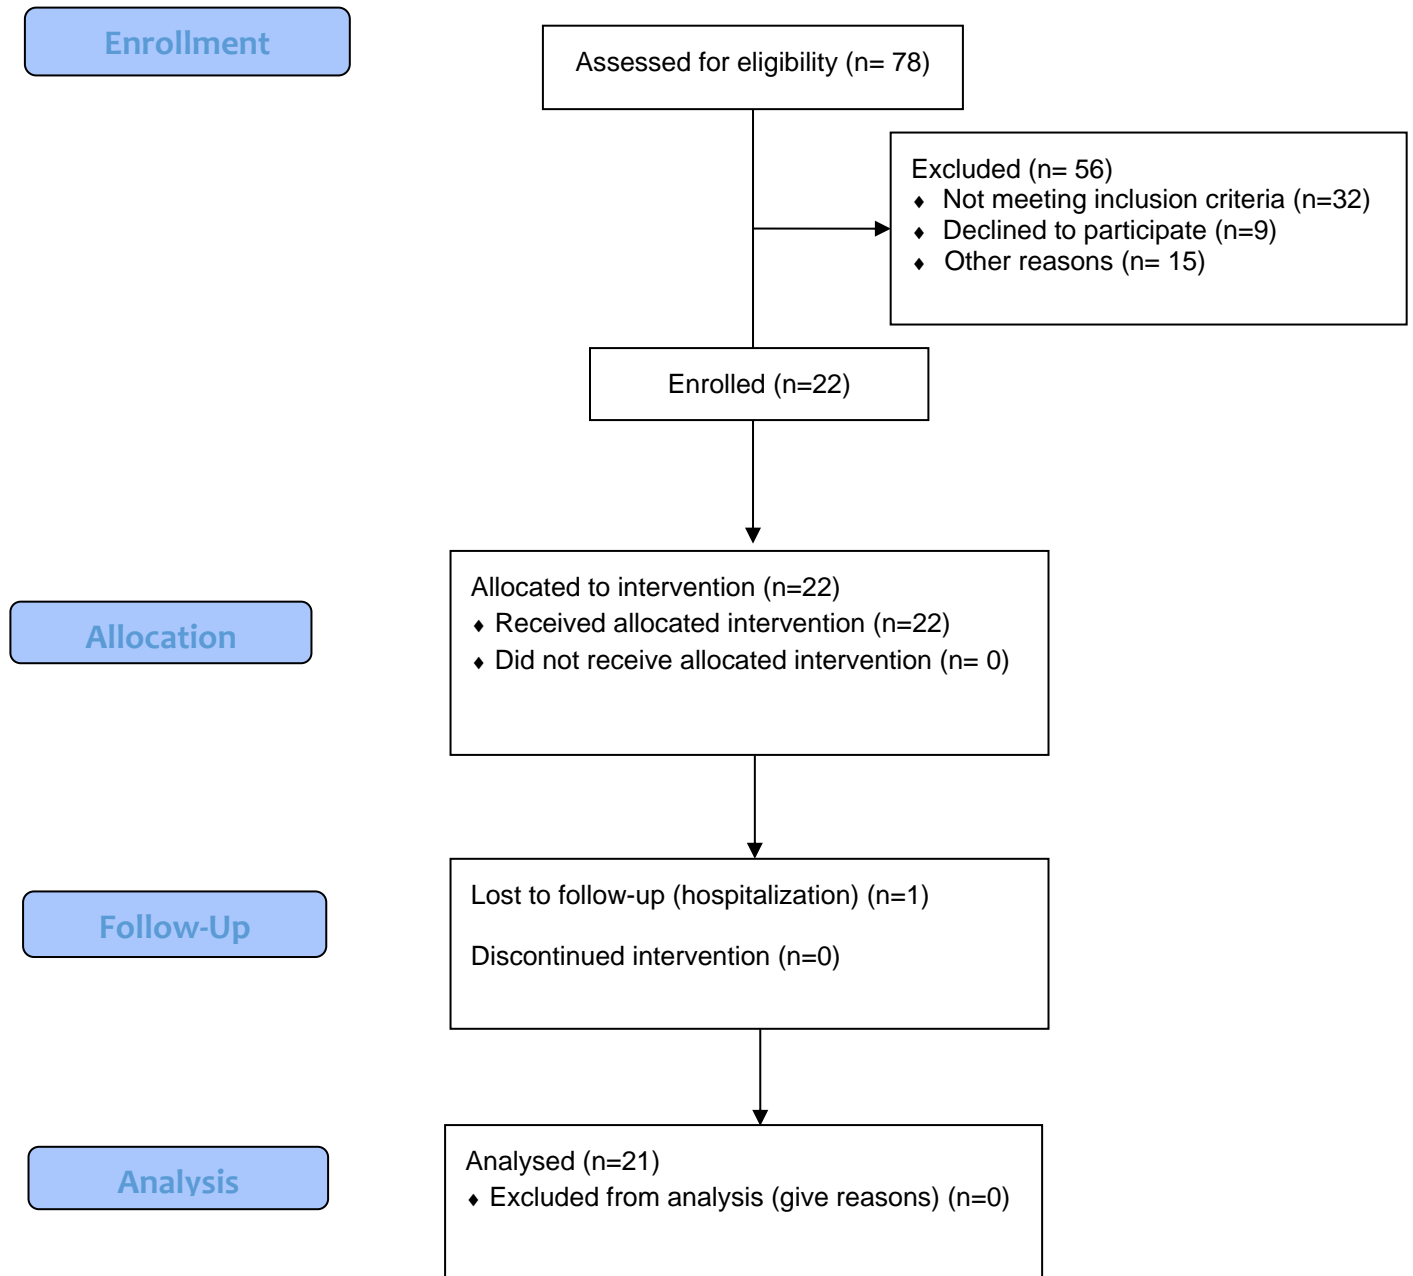 Enrollment
Assessed for eligibility (n= 78)
Excluded (n= 56)
♦ Not meeting inclusion criteria (n=32)
♦ Declined to participate (n=9)
♦ Other reasons (n= 15)
Enrolled (n=22)
Allocation
Allocated to intervention (n=22)
♦ Received allocated intervention (n=22)
♦ Did not receive allocated intervention (n= 0)
Follow-Up
Lost to follow-up (hospitalization) (n=1)
Discontinued intervention (n=0)
Analysis
Analysed (n=21)
♦ Excluded from analysis (give reasons) (n=0)